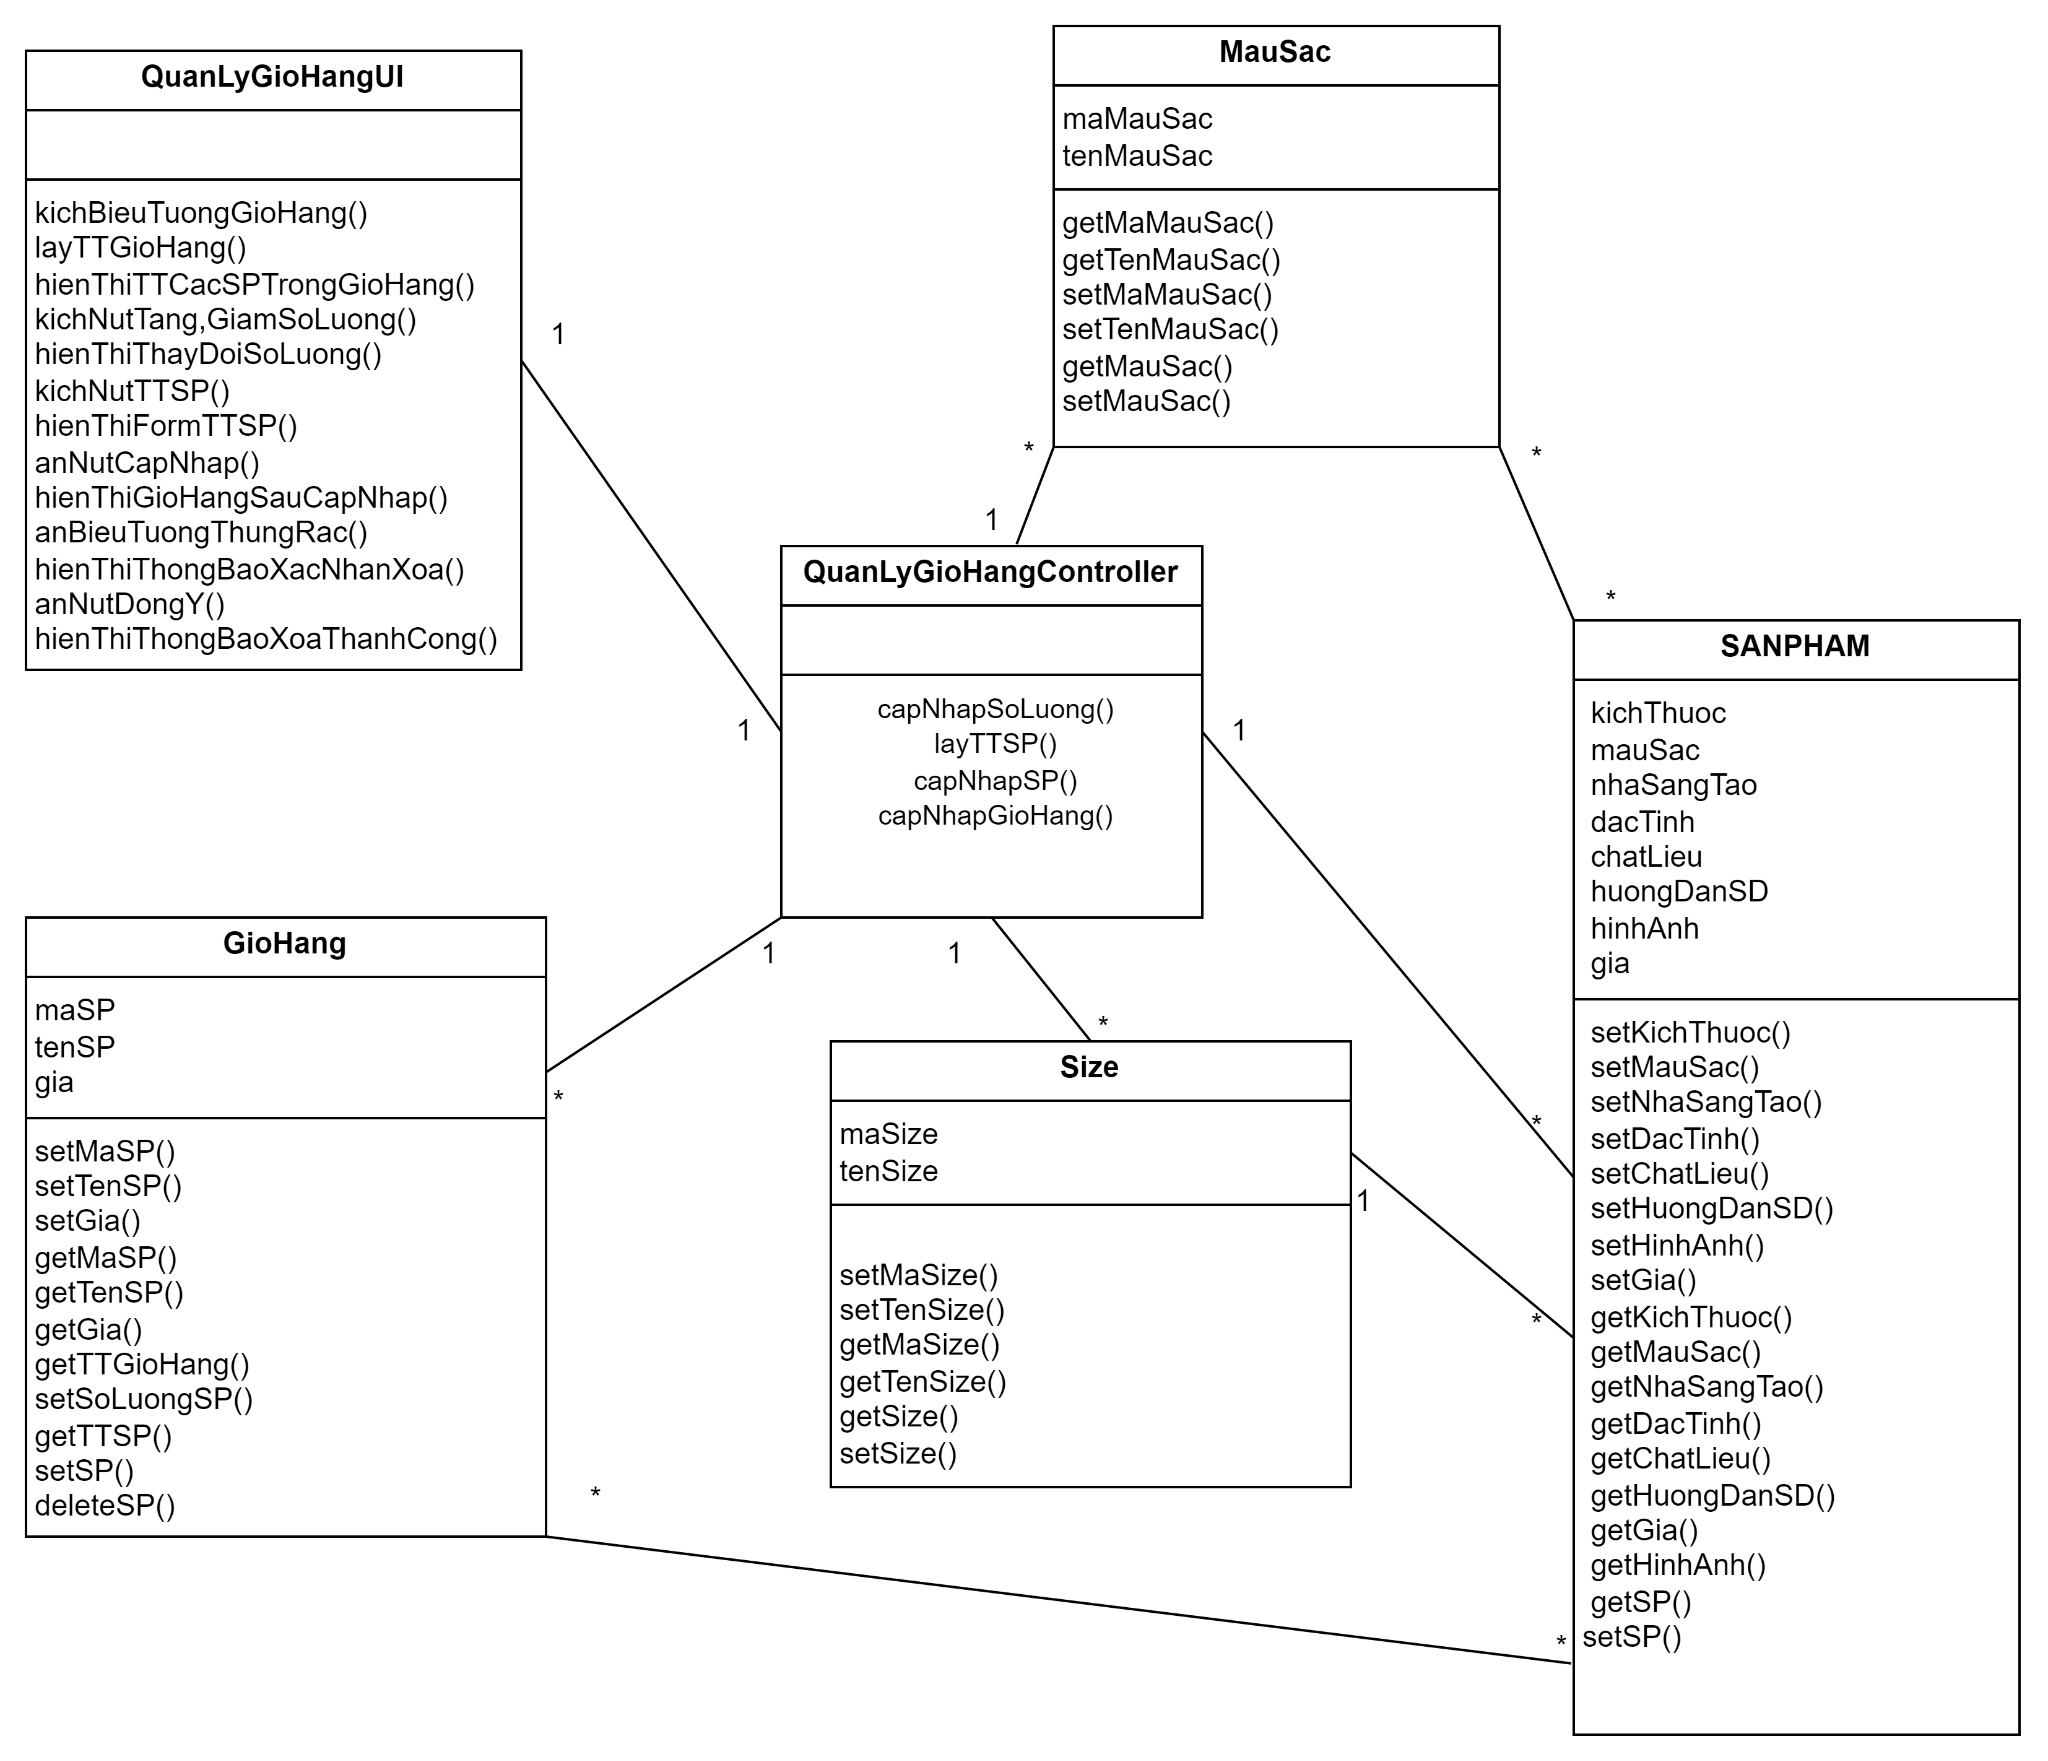 QuanLyGioHangUI
kichBieuTuongGioHang()
layTTGioHang()
hienThiTTCacSPTrongGioHang()
kichNutTang,GiamSoLuong()
hienThiThayDoiSoLuong()
kichNutTTSP()
hienThiFormTTSP()
anNutCapNhap()
hienThiGioHangSauCapNhap()
anBieuTuongThungRac()
hienThiThongBaoXacNhanXoa()
anNutDongY()
hienThiThongBaoXoaThanhCong()
1
1
MauSac
maMauSac
tenMauSac
getMaMauSac()
getTenMauSac()
setMaMauSac()
setTenMauSac()
getMauSac()
setMauSac()
*
1
*
*
QuanLyGioHangController
capNhapSoLuong()
layTTSP()
capNhapSP()
capNhapGioHang()
1
*
1
*
1
*
SANPHAM
kichThuoc
mauSac
nhaSangTao
dacTinh
chatLieu
huongDanSD
hinhAnh
gia
setKichThuoc()
setMauSac()
setNhaSangTao()
setDacTinh()
setChatLieu()
setHuongDanSD()
setHinhAnh()
setGia()
getKichThuoc()
getMauSac()
getNhaSangTao()
getDacTinh()
getChatLieu()
getHuongDanSD()
getGia()
getHinhAnh()
getSP()
setSP()
GioHang
maSP
tenSP
gia
setMaSP()
setTenSP()
setGia()
getMaSP()
getTenSP()
getGia()
getTTGioHang()
setSoLuongSP()
getTTSP()
setSP()
deleteSP()
*
*
Size
maSize
tenSize
setMaSize()
setTenSize()
getMaSize()
getTenSize()
getSize()
setSize()
1
*